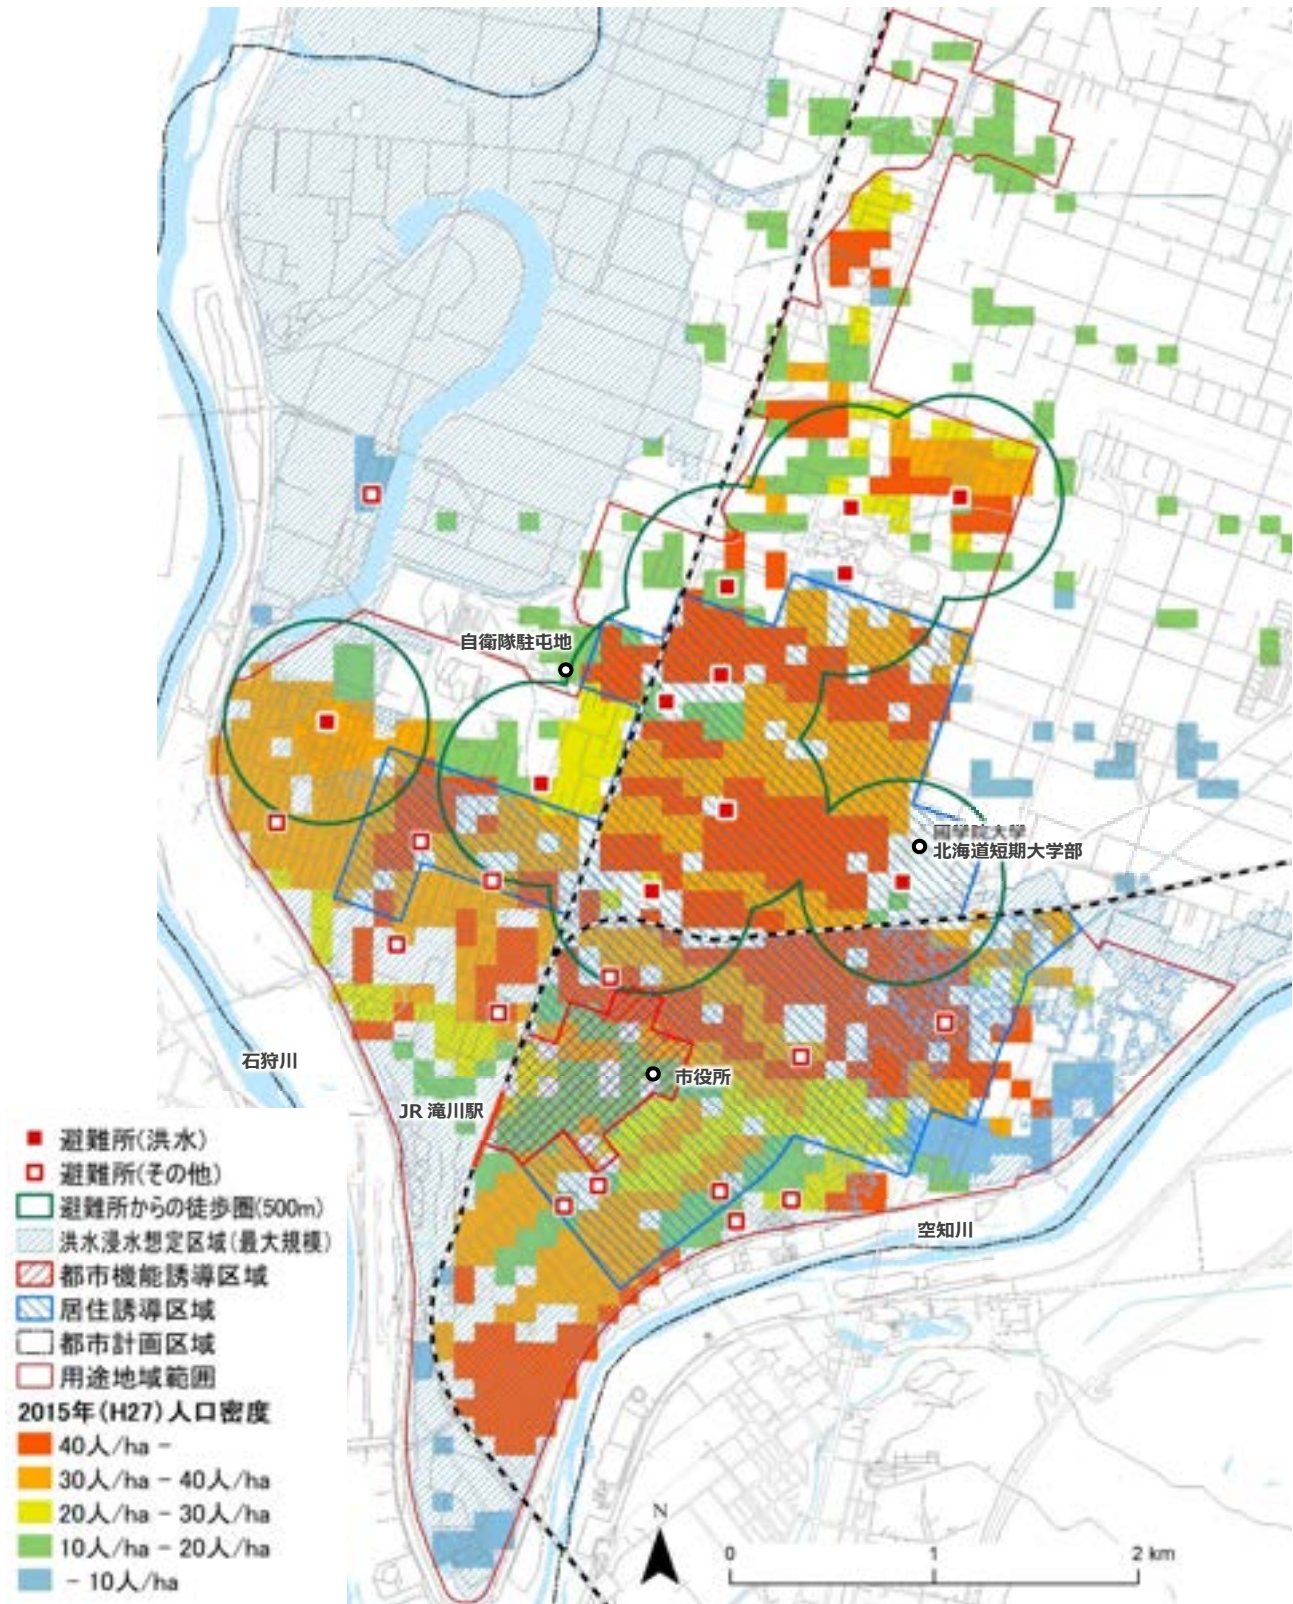 自衛隊駐屯地
國學院大學
北海道短期大学部
石狩川
市役所
JR 滝川駅
空知川
避難所(洪水)
避難所(その他)
避難所からの徒歩圏(500m)
洪水浸水想定区域(最大規模)
都市機能誘導区域
居住誘導区域
都市計画区域
用途地域範囲
2015年(H27)人口密度
40人/ha -
30人/ha - 40人/ha
20人/ha - 30人/ha
10人/ha - 20人/ha
- 10人/ha
N
0 1 2 km